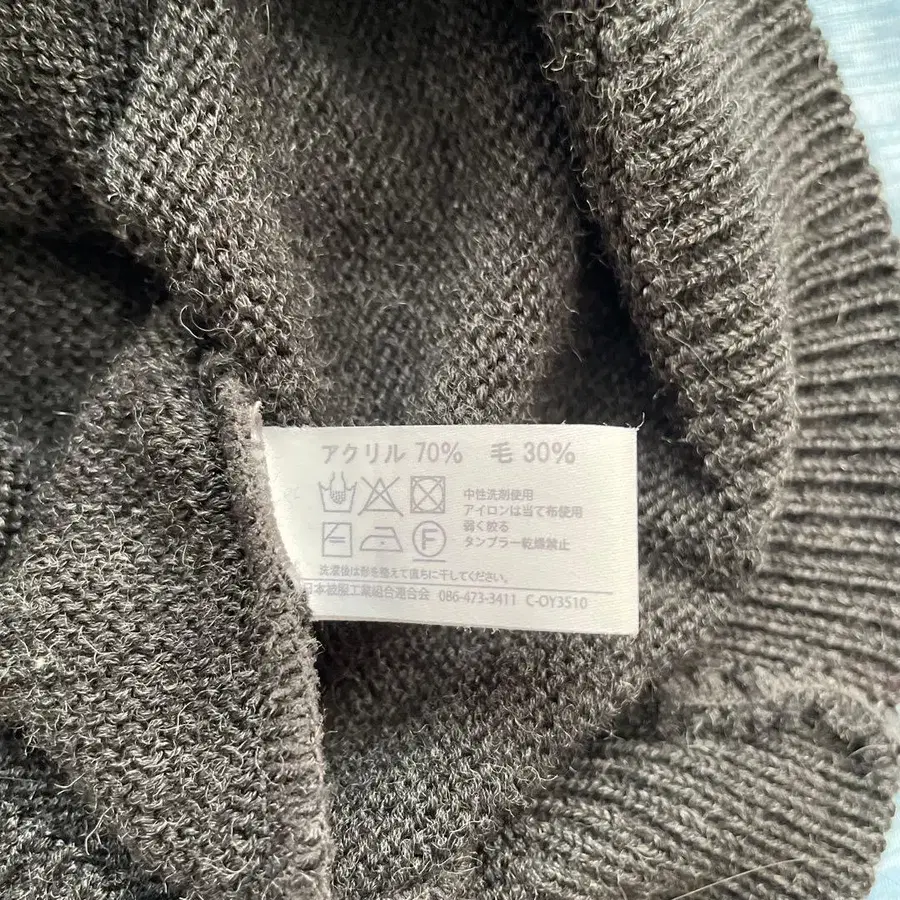 アクリル 70% 毛 30%
中性洗剤使用
アイロンは当て布使用
弱く絞る
タンブラー乾燥禁止
F
洗濯後は形を整えて直ちに干してください。
日本被服工業組合連合会 086-473-3411 C-OY3510